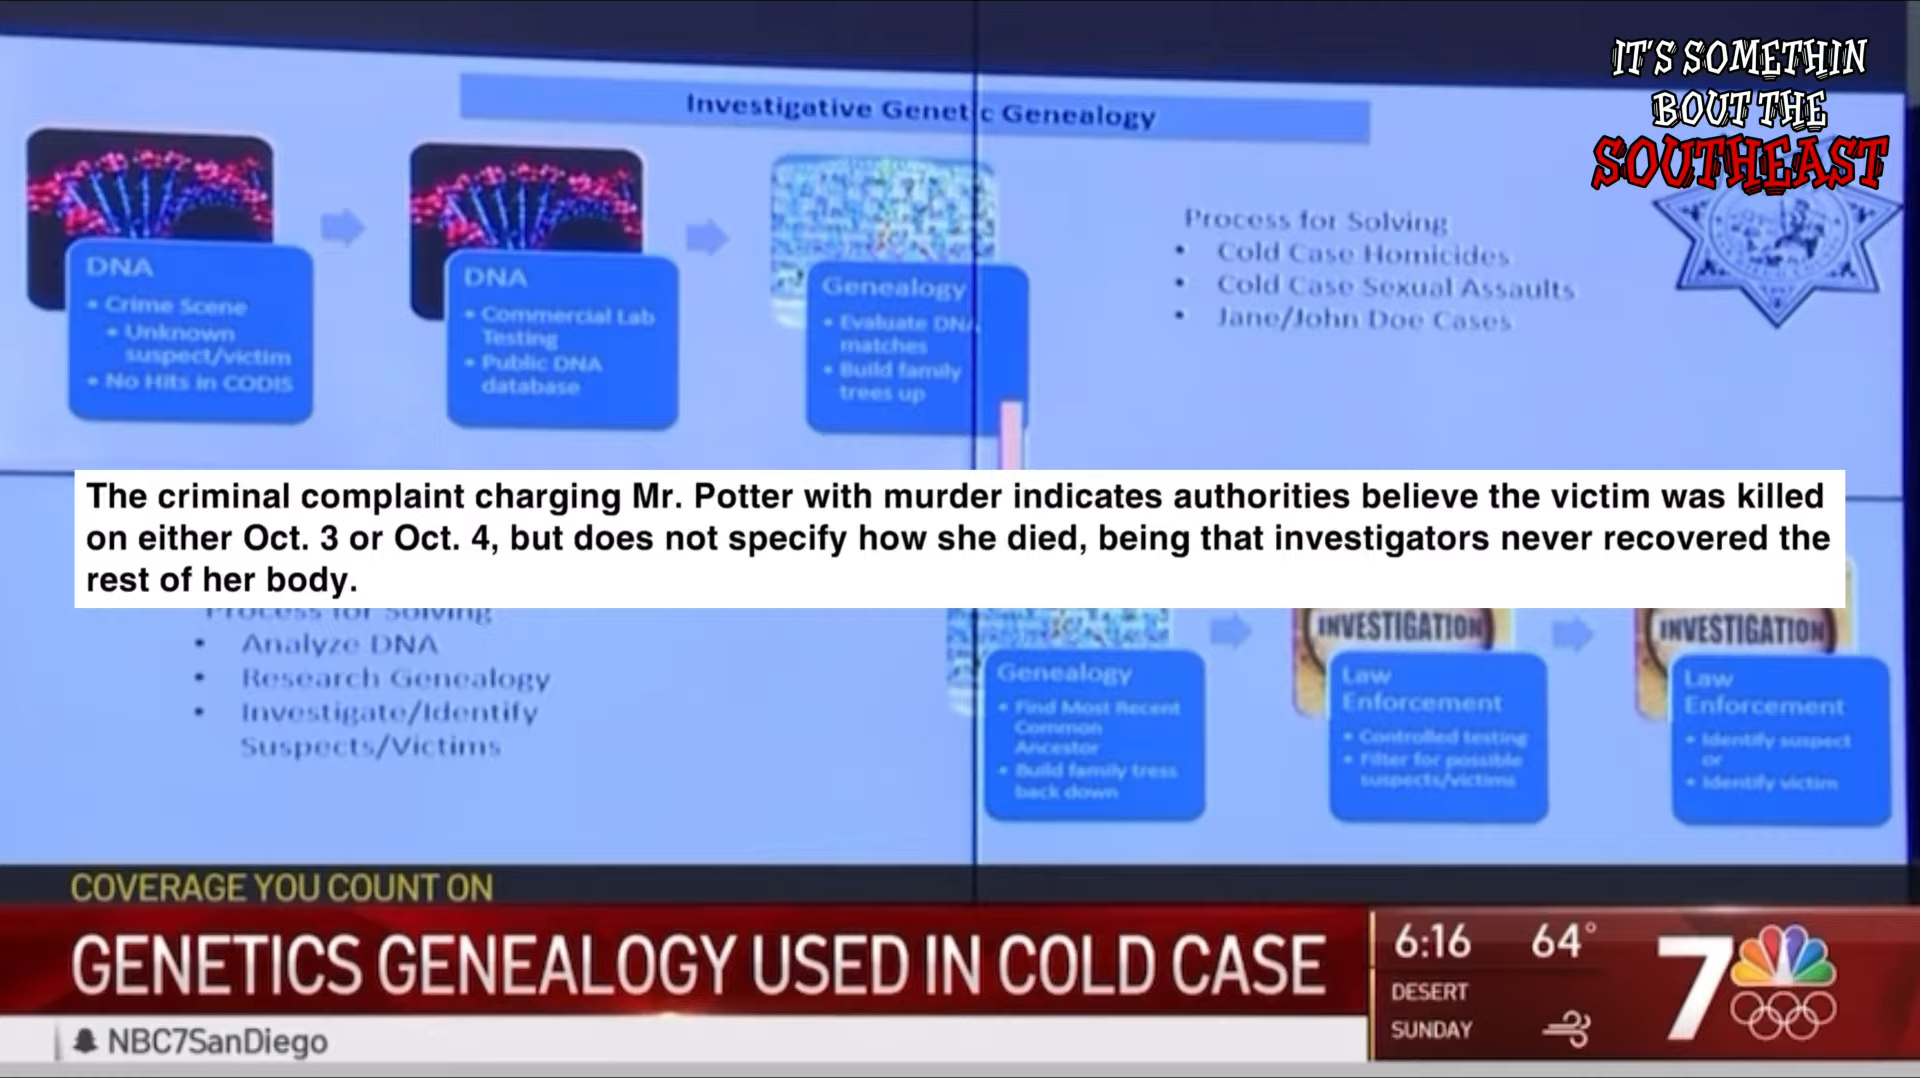 IT'S SOMETHIN
BOUT THE
SOUTHEAST
Investigative Genetic Genealogy
DNA
• Crime Scene
• Unknown
suspect/victim
• No Hits in CODIS
DNA
• Commercial Lab
Testing
• Public DNA
database
Genealogy
• Evaluate DNA
matches
• Build family
trees up
Process for Solving
• Cold Case Homicides
• Cold Case Sexual Assaults
• Jane/John Doe Cases
The criminal complaint charging Mr. Potter with murder indicates authorities believe the victim was killed
on either Oct. 3 or Oct. 4, but does not specify how she died, being that investigators never recovered the
rest of her body.
Process for Solving
• Analyze DNA
• Research Genealogy
• Investigate/Identify
Suspects/Victims
Genealogy
• Find Most Recent
Common
Ancestor
• Build family tress
back down
INVESTIGATION
Law
Enforcement
• Controlled testing
• Filter for possible
suspects/victims
INVESTIGATION
Law
Enforcement
• Identify suspect
or
• Identify victim
COVERAGE YOU COUNT ON
GENETICS GENEALOGY USED IN COLD CASE
NBC7SanDiego
6:16 64°
DESERT
SUNDAY
7